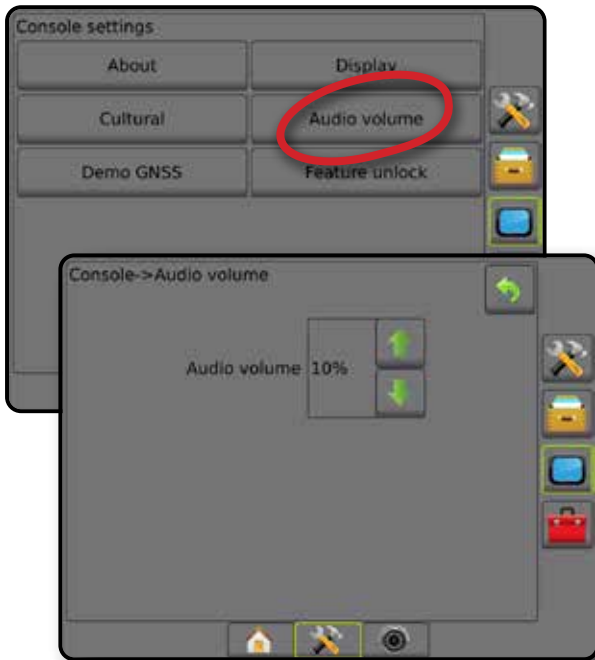 Console settings
About Display
Cultural Audio volume
Demo GNSS Feature unlock
Console->Audio volume
Audio volume 10%